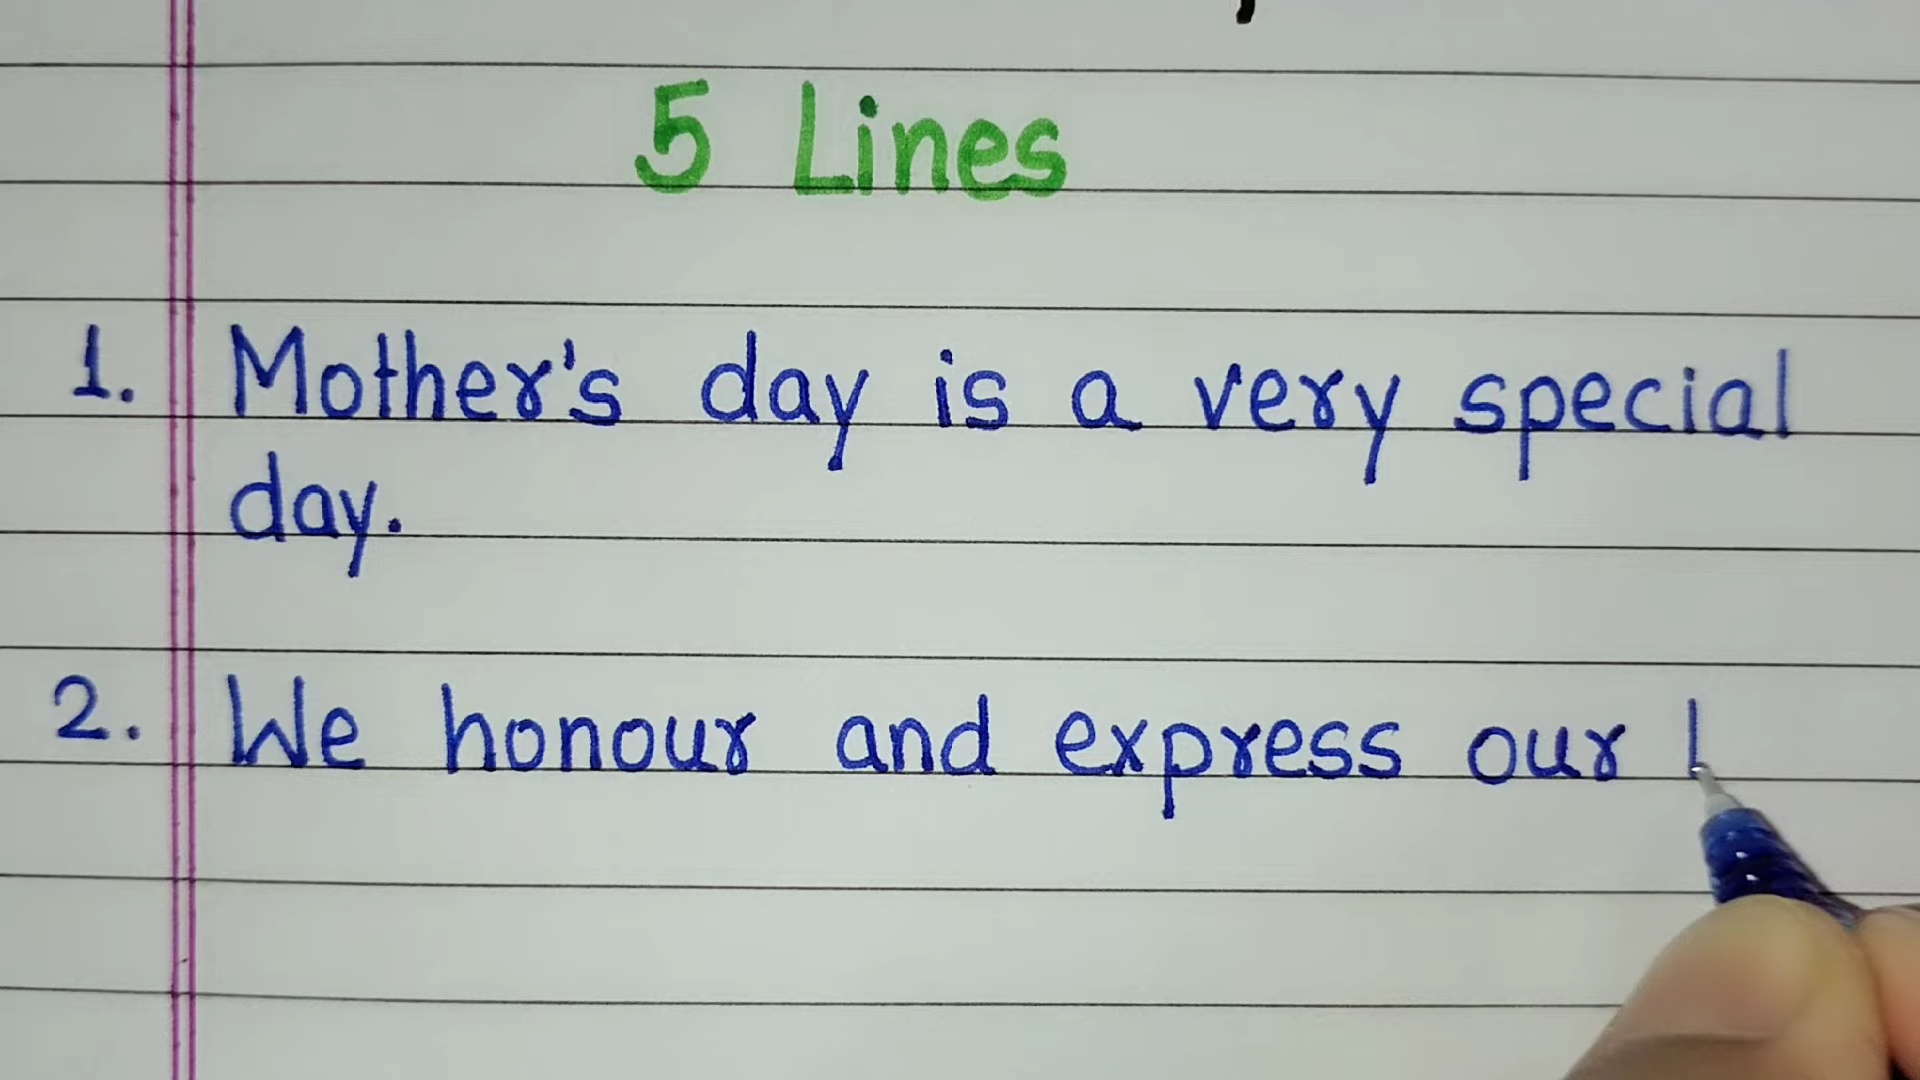 5 Lines
1. Mother's day is a very special
day.
2. We honour and express our l